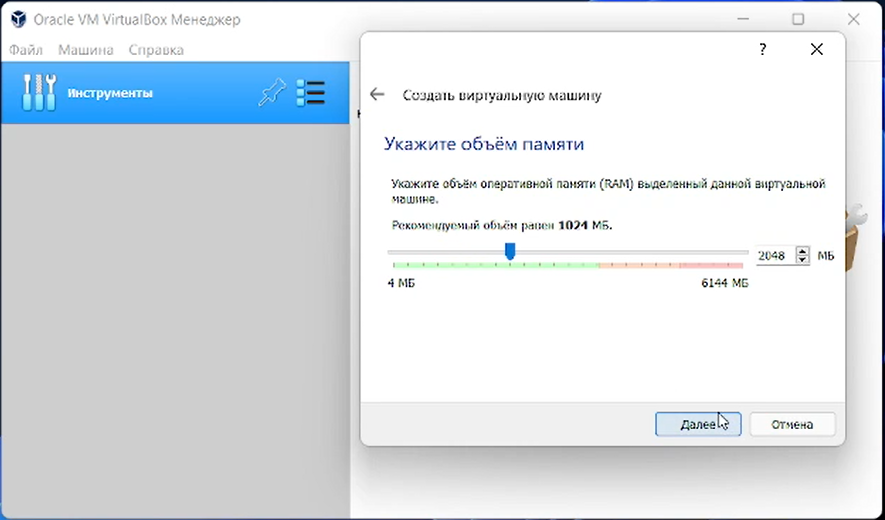 Oracle VM VirtualBox Менеджер
Файл Машина Справка
Инструменты
?
Создать виртуальную машину
Укажите объём памяти
Укажите объём оперативной памяти (RAM) выделенный данной виртуальной
машине.
Рекомендуемый объём равен 1024 МБ.
2048 МБ
4 МБ 6144 МБ
Далее Отмена